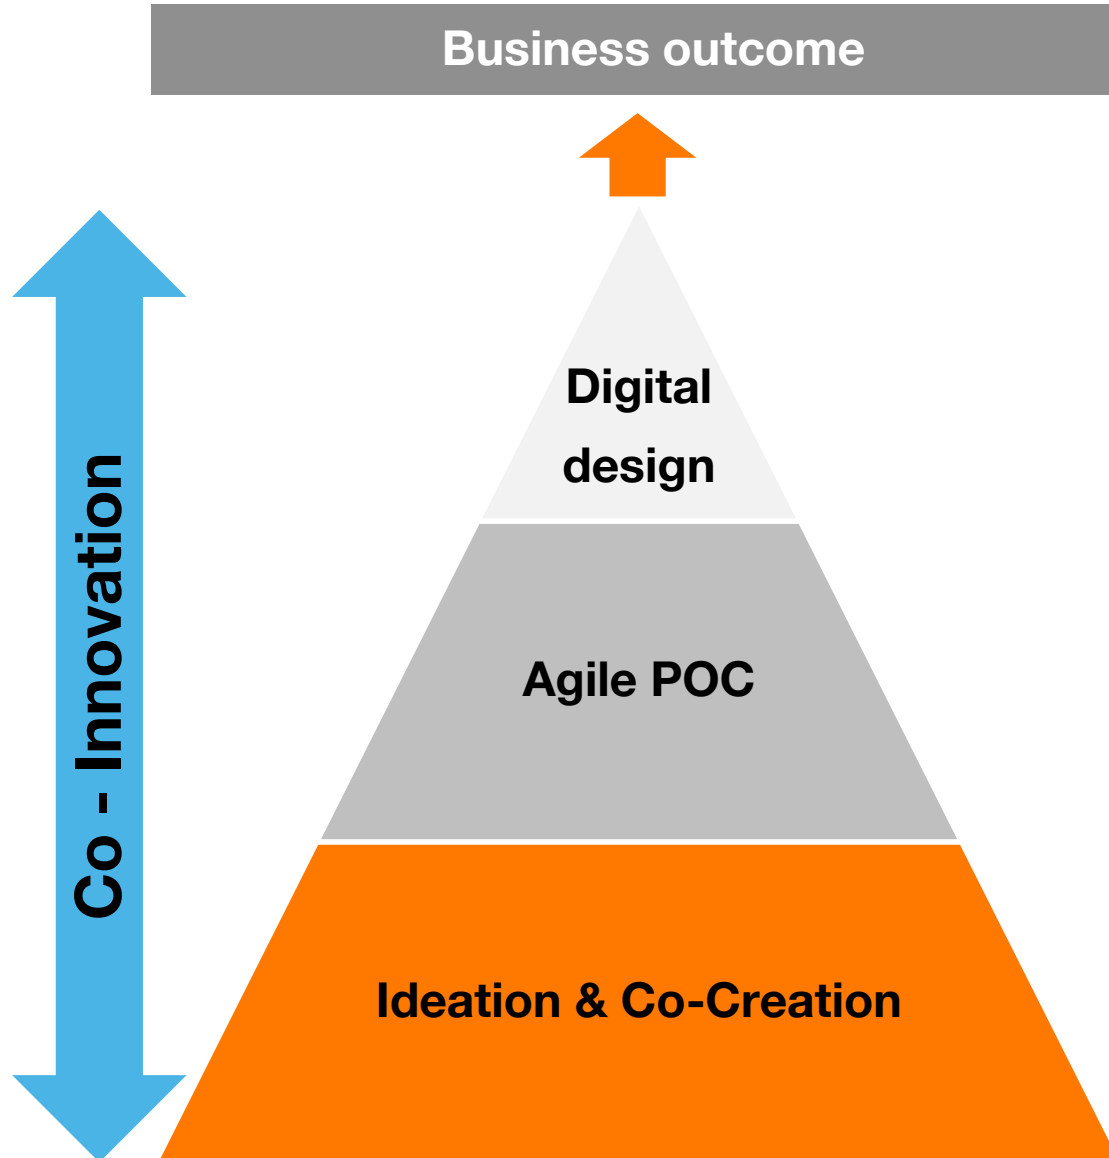 Business outcome
Digital
design
Agile POC
Ideation & Co-Creation
Co - Innovation